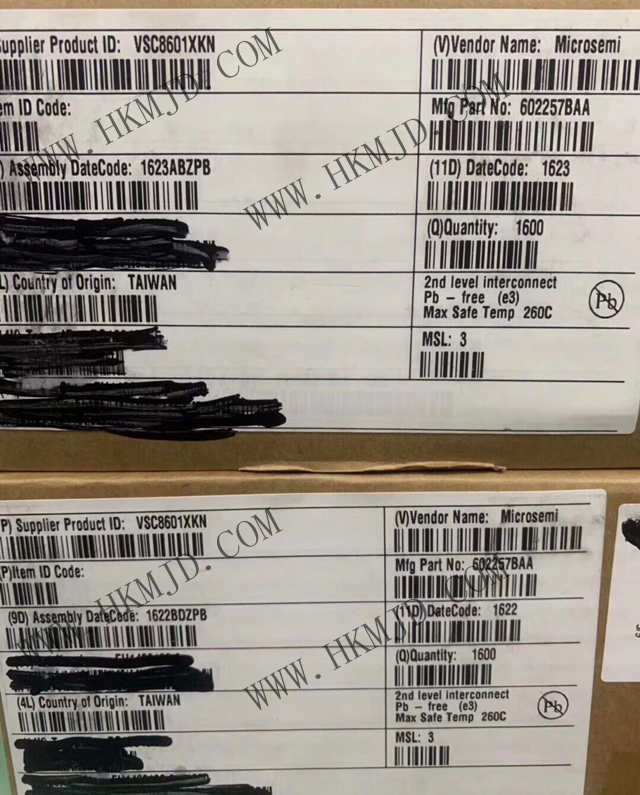 Supplier Product ID: VSC8601XKN
(V)Vendor Name: Microsemi
Item ID Code:
Mfg Part No: 602257BAA
) Assembly DateCode: 1623ABZPB
(11D) DateCode: 1623
(Q)Quantity: 1600
L) Country of Origin: TAIWAN
2nd level interconnect
Pb - free (e3)
Max Safe Temp 260C
Pb
MSL: 3
WWW.HKMJD.COM
WWW.HKMJD.COM
P) Supplier Product ID: VSC8601XKN
(V)Vendor Name: Microsemi
(P)Item ID Code:
Mfg Part No: 602257BAA
(9D) Assembly DateCode: 1622BDZPB
(11D) DateCode: 1622
(Q)Quantity: 1600
(4L) Country of Origin: TAIWAN
2nd level interconnect
Pb - free (e3)
Max Safe Temp 260C
Pb
MSL: 3
WWW.HKMJD.COM
WWW.HKMJD.COM